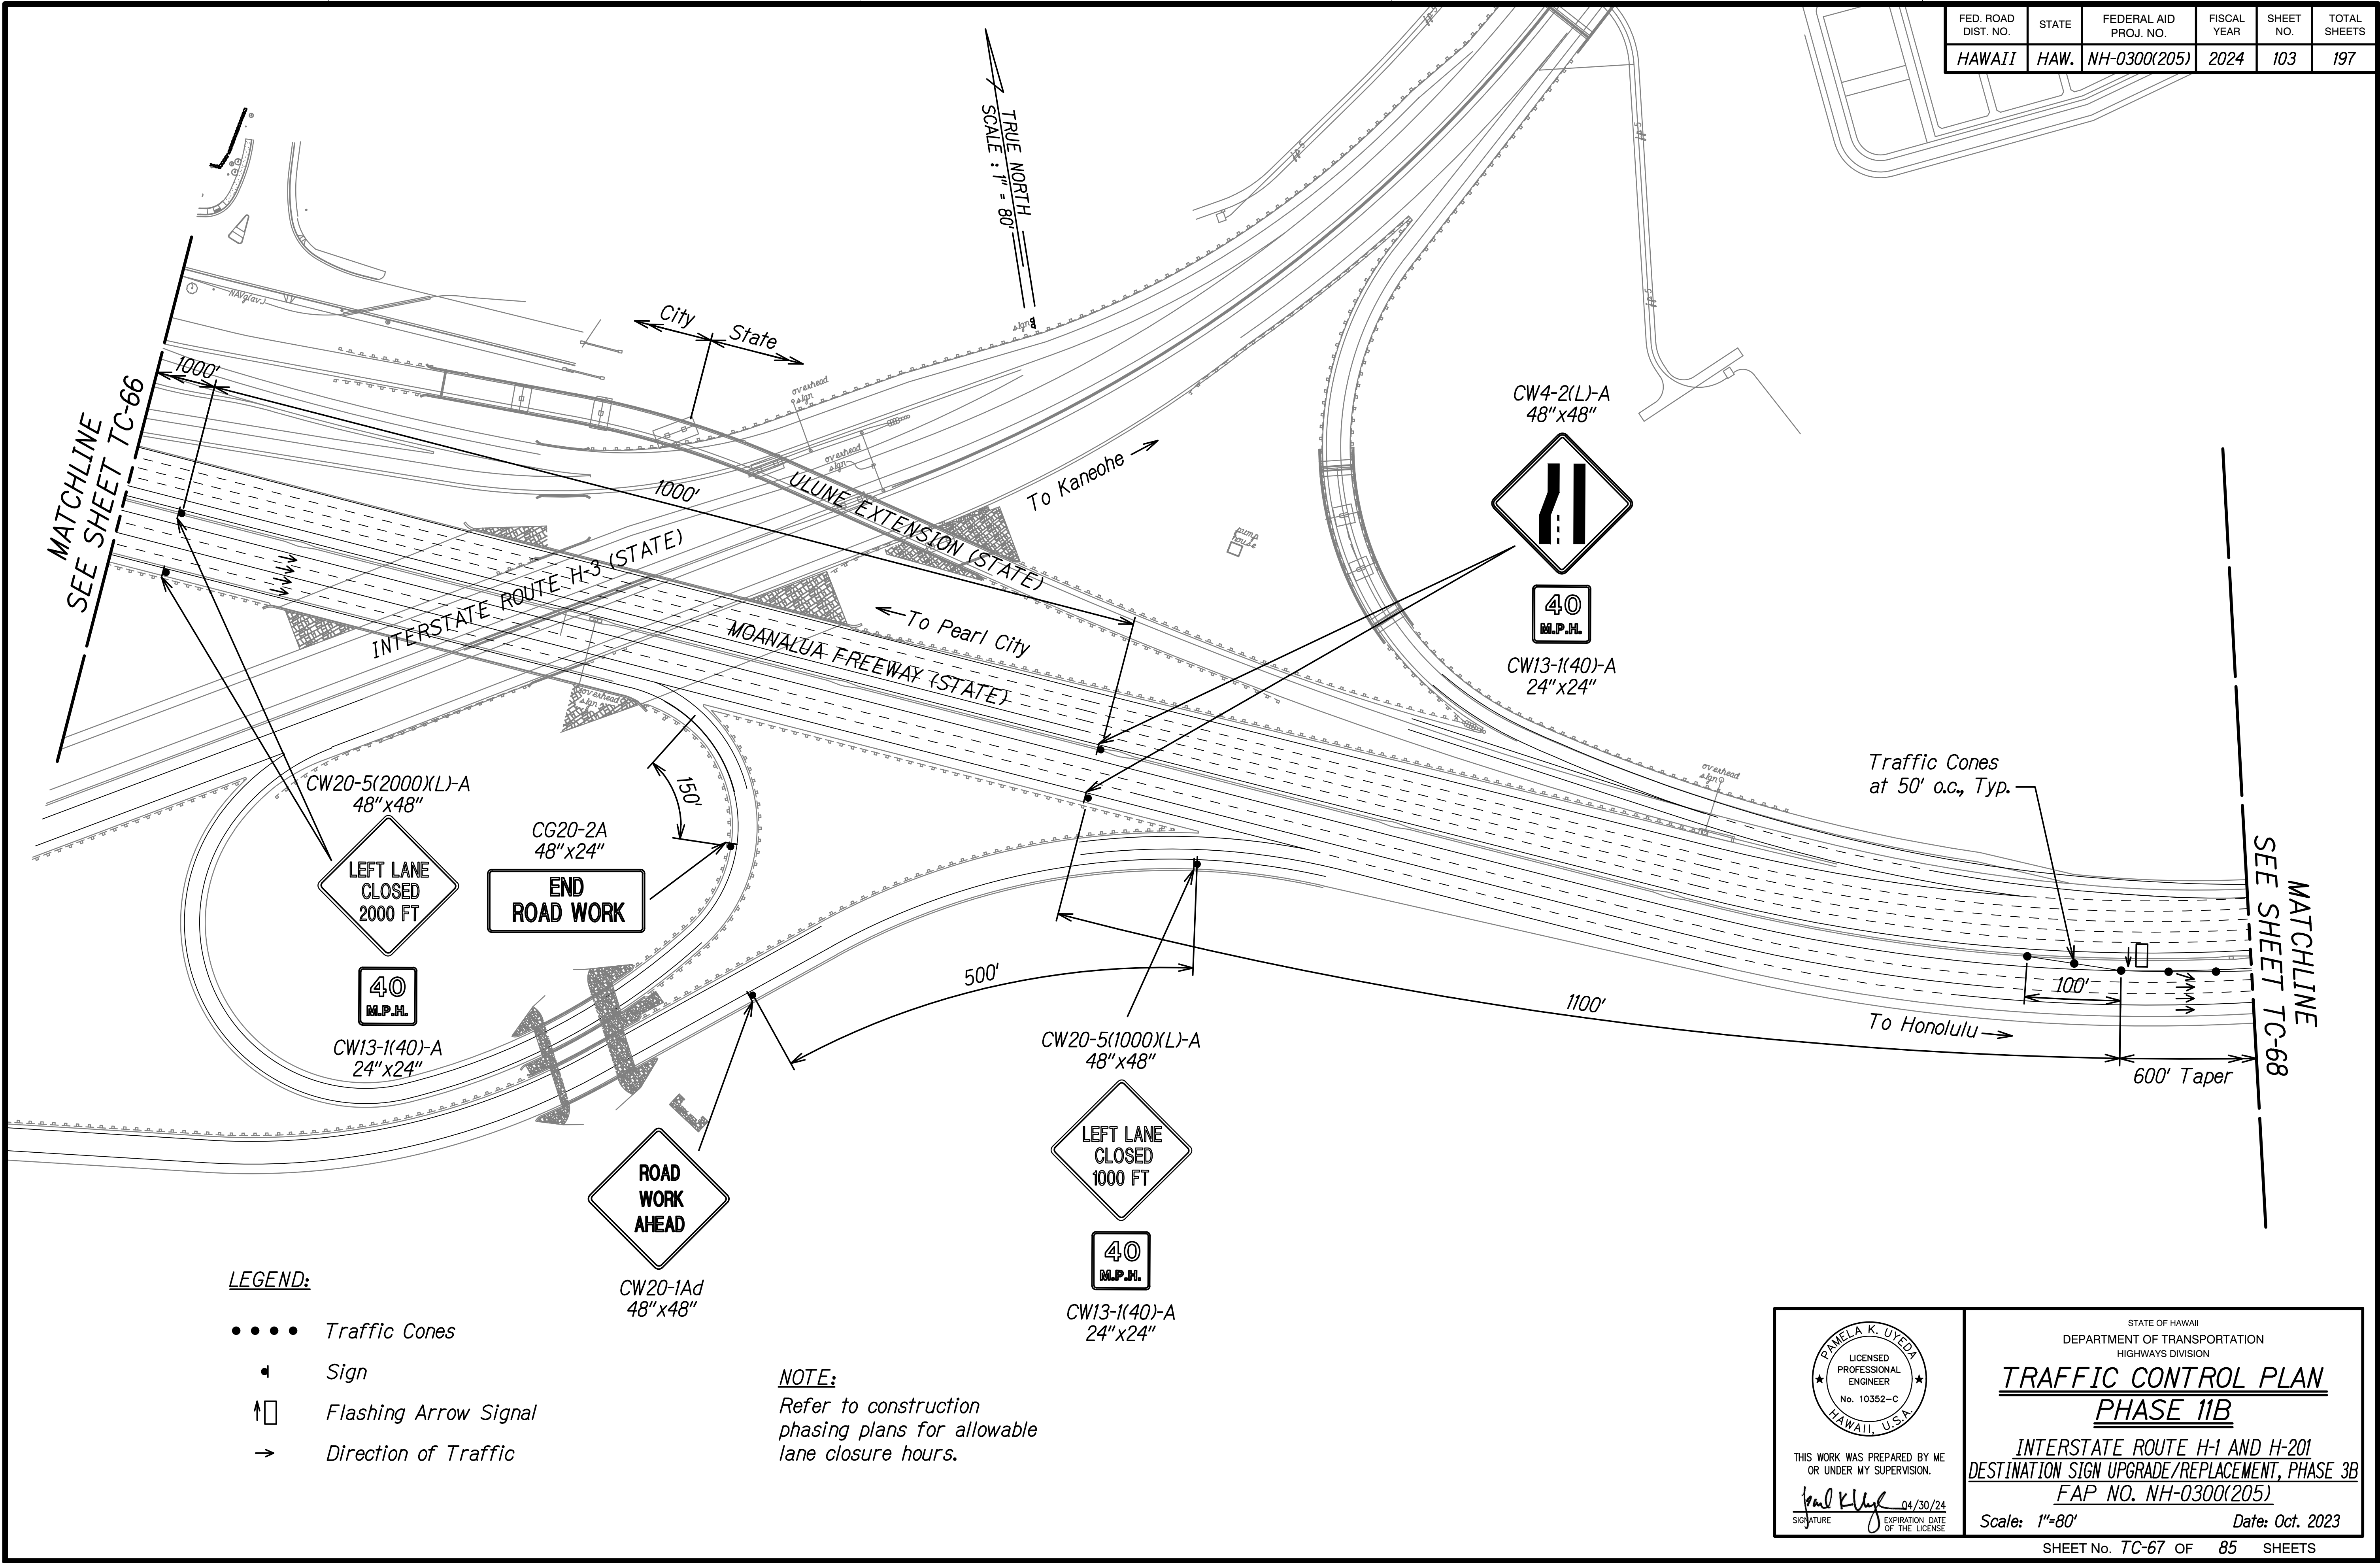 FED. ROAD
DIST. NO.
STATE
FEDERAL AID
PROJ. NO.
FISCAL
YEAR
SHEET
NO.
TOTAL
SHEETS
HAWAII
HAW.
NH-0300(205)
2024
103
197
TRUE NORTH
SCALE : 1" = 80'
City
State
sign
overhead
sign
overhead
sign
MATCHLINE
SEE SHEET TC-66
1000'
1000'
ULUNE EXTENSION (STATE)
To Kaneohe
INTERSTATE ROUTE H-3 (STATE)
MOANALUA FREEWAY (STATE)
To Pearl City
pump
house
overhead
sign
overhead
sign
CW4-2(L)-A
48"x48"
40
M.P.H.
CW13-1(40)-A
24"x24"
CW20-5(2000)(L)-A
48"x48"
LEFT LANE
CLOSED
2000 FT
40
M.P.H.
CW13-1(40)-A
24"x24"
CG20-2A
48"x24"
END
ROAD WORK
150'
500'
1100'
Traffic Cones
at 50' o.c., Typ.
100'
To Honolulu
600' Taper
MATCHLINE
SEE SHEET TC-68
ROAD
WORK
AHEAD
CW20-1Ad
48"x48"
CW20-5(1000)(L)-A
48"x48"
LEFT LANE
CLOSED
1000 FT
40
M.P.H.
CW13-1(40)-A
24"x24"
LEGEND:
Traffic Cones
Sign
Flashing Arrow Signal
Direction of Traffic
NOTE:
Refer to construction
phasing plans for allowable
lane closure hours.
PAMELA K. UYEDA
LICENSED
PROFESSIONAL
ENGINEER
No. 10352-C
HAWAII, U.S.A.
THIS WORK WAS PREPARED BY ME
OR UNDER MY SUPERVISION.
04/30/24
SIGNATURE
EXPIRATION DATE
OF THE LICENSE
STATE OF HAWAII
DEPARTMENT OF TRANSPORTATION
HIGHWAYS DIVISION
TRAFFIC CONTROL PLAN
PHASE 11B
INTERSTATE ROUTE H-1 AND H-201
DESTINATION SIGN UPGRADE/REPLACEMENT, PHASE 3B
FAP NO. NH-0300(205)
Scale: 1"=80'
Date: Oct. 2023
SHEET No. TC-67 OF 85 SHEETS